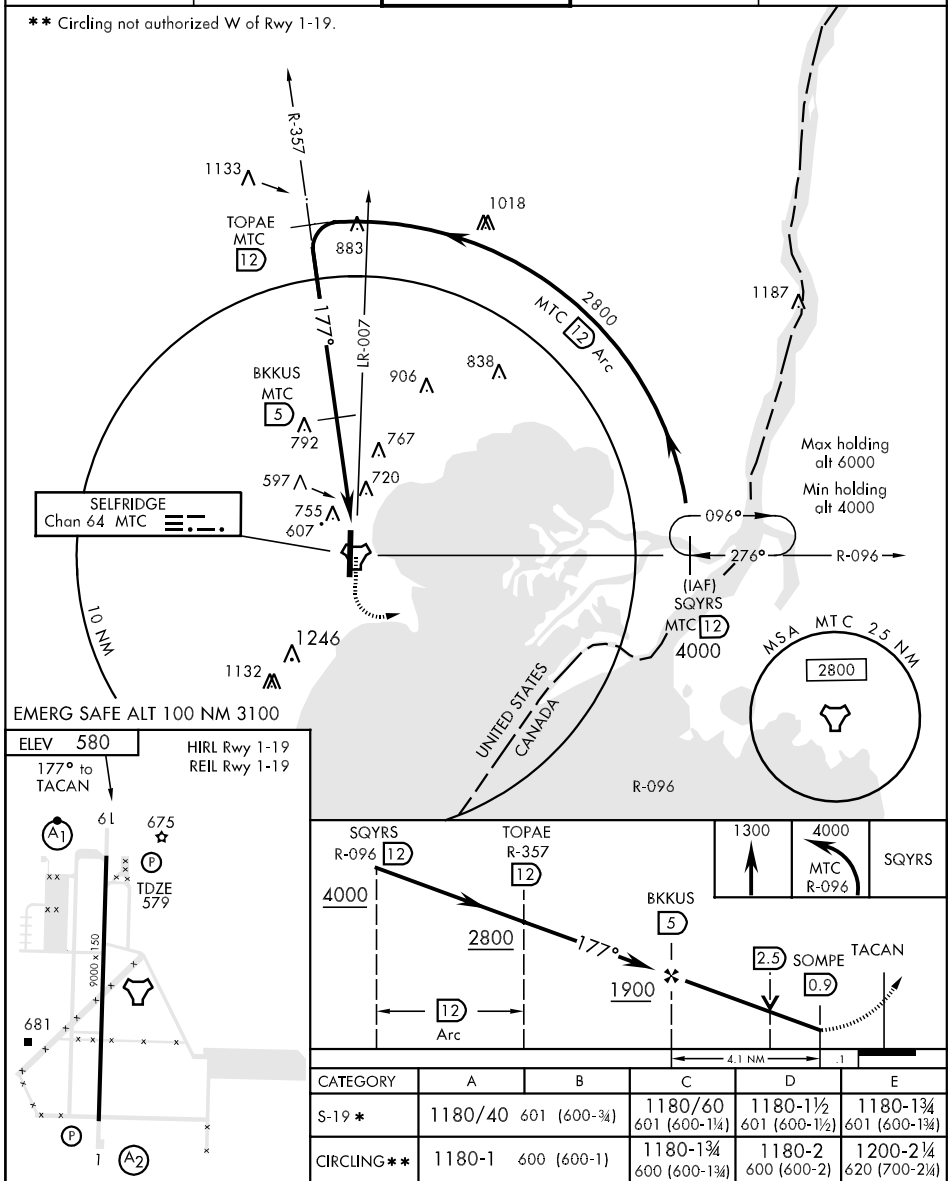 ** Circling not authorized W of Rwy 1-19.
R-357
1133
1018
TOPAE
MTC
12
883
2800
MTC 12 Arc
1187
177°
LR-007
BKKUS
MTC
5
906
838
792
767
Max holding
alt 6000
597
720
Min holding
alt 4000
SELFRIDGE
Chan 64 MTC
755
607
096°
276°
R-096
(IAF)
SQYRS
MTC 12
4000
10 NM
1246
1132
MSA MTC 25 NM
2800
UNITED STATES
CANADA
EMERG SAFE ALT 100 NM 3100
R-096
ELEV 580
HIRL Rwy 1-19
REIL Rwy 1-19
177° to
TACAN
19
A1
675
P
TDZE
579
9000 x 150
681
P
1
A2
SQYRS
R-096 12
TOPAE
R-357
12
1300
4000
MTC
R-096
SQYRS
4000
BKKUS
5
2800
177°
2.5
SOMPE
0.9
TACAN
1900
12
Arc
4.1 NM
.1
CATEGORY A B C D E
S-19 * 1180/40 601 (600-¾) 1180/60 1180-1½ 1180-1¾
601 (600-1¼) 601 (600-1½) 601 (600-1¾)
CIRCLING ** 1180-1 600 (600-1) 1180-1¾ 1180-2 1200-2¼
600 (600-1¾) 600 (600-2) 620 (700-2¼)